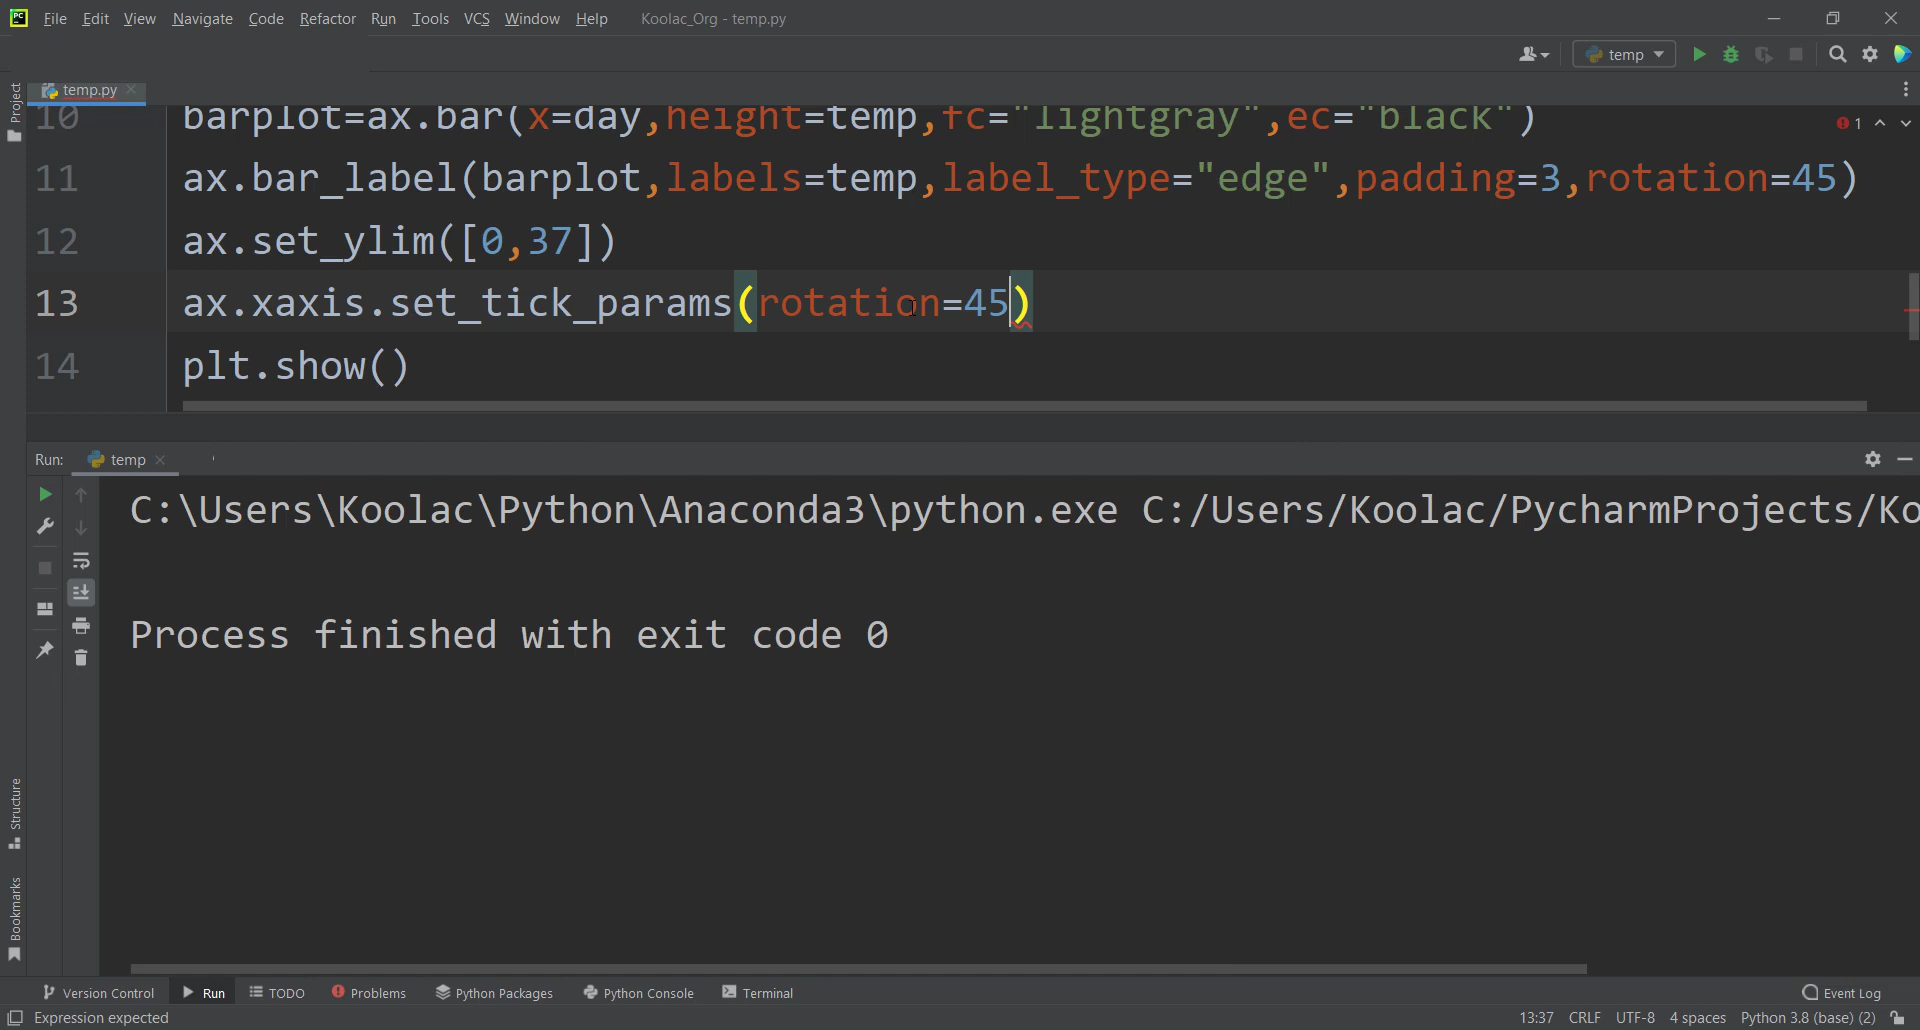 PC File Edit View Navigate Code Refactor Run Tools VCS Window Help Koolac_Org - temp.py
temp
Project
temp.py
10 barplot=ax.bar(x=day,height=temp,fc="lightgray",ec="black")
1
11 ax.bar_label(barplot,labels=temp,label_type="edge",padding=3,rotation=45)
12 ax.set_ylim([0,37])
13 ax.xaxis.set_tick_params(rotation=45)
14 plt.show()
Run: temp
C:\Users\Koolac\Python\Anaconda3\python.exe C:/Users/Koolac/PycharmProjects/Ko
Process finished with exit code 0
Structure
Bookmarks
Version Control Run TODO Problems Python Packages Python Console Terminal Event Log
Expression expected 13:37 CRLF UTF-8 4 spaces Python 3.8 (base) (2)